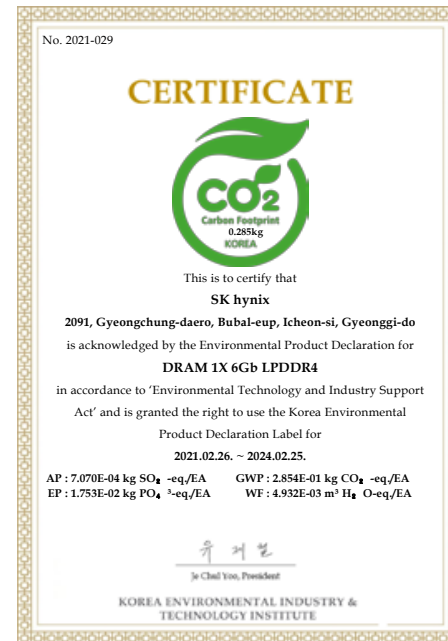 No. 2021-029
CERTIFICATE
CO2
Carbon Footprint
0.285kg
KOREA
This is to certify that
SK hynix
2091, Gyeongchung-daero, Bubal-eup, Icheon-si, Gyeonggi-do
is acknowledged by the Environmental Product Declaration for
DRAM 1X 6Gb LPDDR4
in accordance to ‘Environmental Technology and Industry Support
Act’ and is granted the right to use the Korea Environmental
Product Declaration Label for
2021.02.26. ~ 2024.02.25.
AP : 7.070E-04 kg SO₂ -eq./EA GWP : 2.854E-01 kg CO₂ -eq./EA
EP : 1.753E-02 kg PO₄ ³-eq./EA WF : 4.932E-03 m³ H₂ O-eq./EA
Je Chul Yoo, President
KOREA ENVIRONMENTAL INDUSTRY &
TECHNOLOGY INSTITUTE